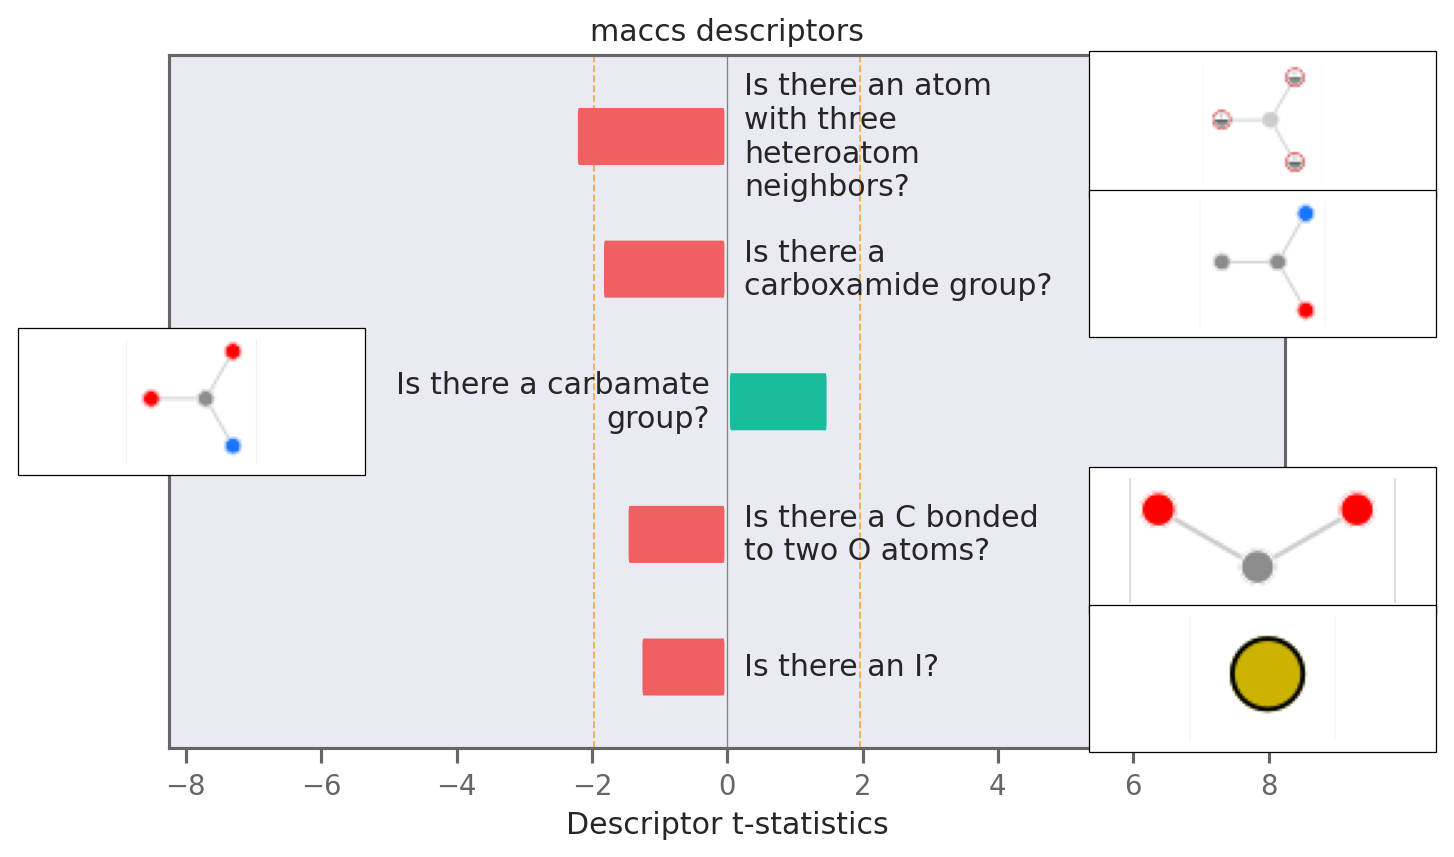 maccs descriptors
Is there an atom
with three
heteroatom
neighbors?
Is there a
carboxamide group?
Is there a carbamate
group?
Is there a C bonded
to two O atoms?
Is there an I?
−8 −6 −4 −2 0 2 4 6 8
Descriptor t-statistics